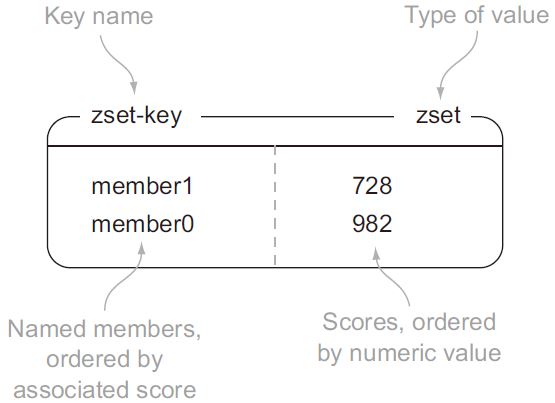 Key name
Type of value
zset-key
zset
member1
728
member0
982
Named members,
ordered by
associated score
Scores, ordered
by numeric value